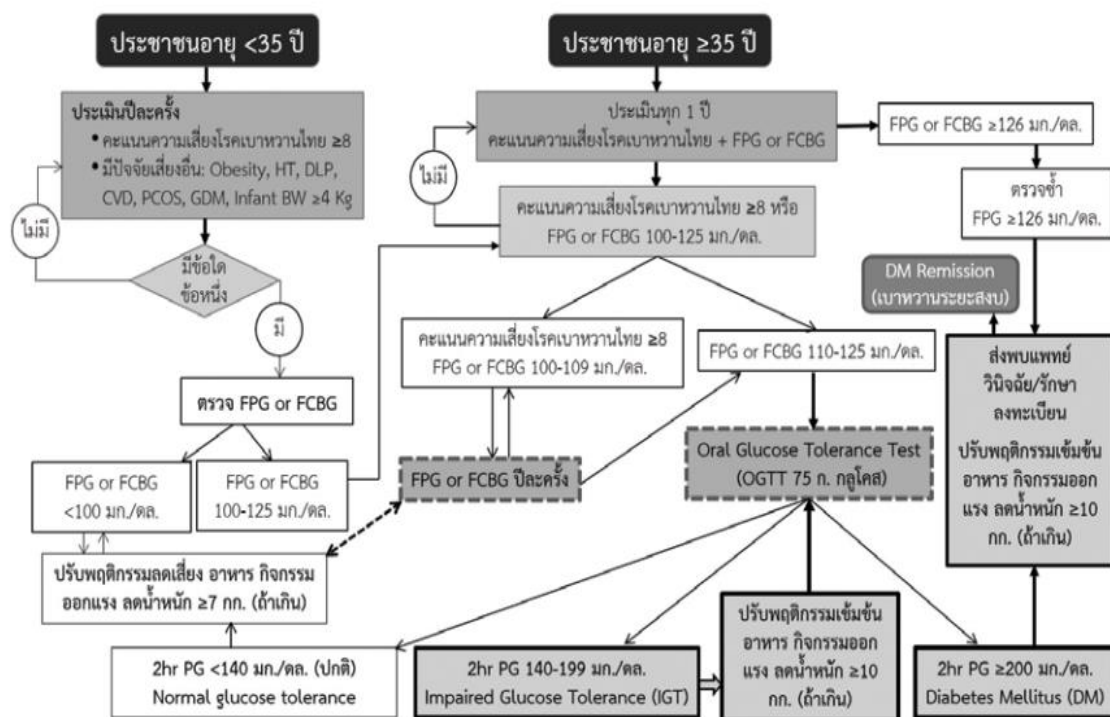 ประชาชนอายุ <35 ปี
ประเมินปีละครั้ง
• คะแนนความเสี่ยงโรคเบาหวานไทย ≥8
• มีปัจจัยเสี่ยงอื่น: Obesity, HT, DLP,
CVD, PCOS, GDM, Infant BW ≥4 Kg
ไม่มี
มีข้อใด
ข้อหนึ่ง
มี
ตรวจ FPG or FCBG
FPG or FCBG
<100 มก./ดล.
FPG or FCBG
100-125 มก./ดล.
ปรับพฤติกรรมลดเสี่ยง อาหาร กิจกรรม
ออกแรง ลดน้ำหนัก ≥7 กก. (ถ้าเกิน)
ประชาชนอายุ ≥35 ปี
ประเมินทุก 1 ปี
คะแนนความเสี่ยงโรคเบาหวานไทย + FPG or FCBG
ไม่มี
คะแนนความเสี่ยงโรคเบาหวานไทย ≥8 หรือ
FPG or FCBG 100-125 มก./ดล.
คะแนนความเสี่ยงโรคเบาหวานไทย ≥8
FPG or FCBG 100-109 มก./ดล.
FPG or FCBG 110-125 มก./ดล.
FPG or FCBG ปีละครั้ง
Oral Glucose Tolerance Test
(OGTT 75 ก. กลูโคส)
FPG or FCBG ≥126 มก./ดล.
ตรวจซ้ำ
FPG ≥126 มก./ดล.
DM Remission
(เบาหวานระยะสงบ)
ส่งพบแพทย์
วินิจฉัย/รักษา
ลงทะเบียน
ปรับพฤติกรรมเข้มข้น
อาหาร กิจกรรมออก
แรง ลดน้ำหนัก ≥10
กก. (ถ้าเกิน)
2hr PG <140 มก./ดล. (ปกติ)
Normal glucose tolerance
2hr PG 140-199 มก./ดล.
Impaired Glucose Tolerance (IGT)
ปรับพฤติกรรมเข้มข้น
อาหาร กิจกรรมออก
แรง ลดน้ำหนัก ≥10
กก. (ถ้าเกิน)
2hr PG ≥200 มก./ดล.
Diabetes Mellitus (DM)